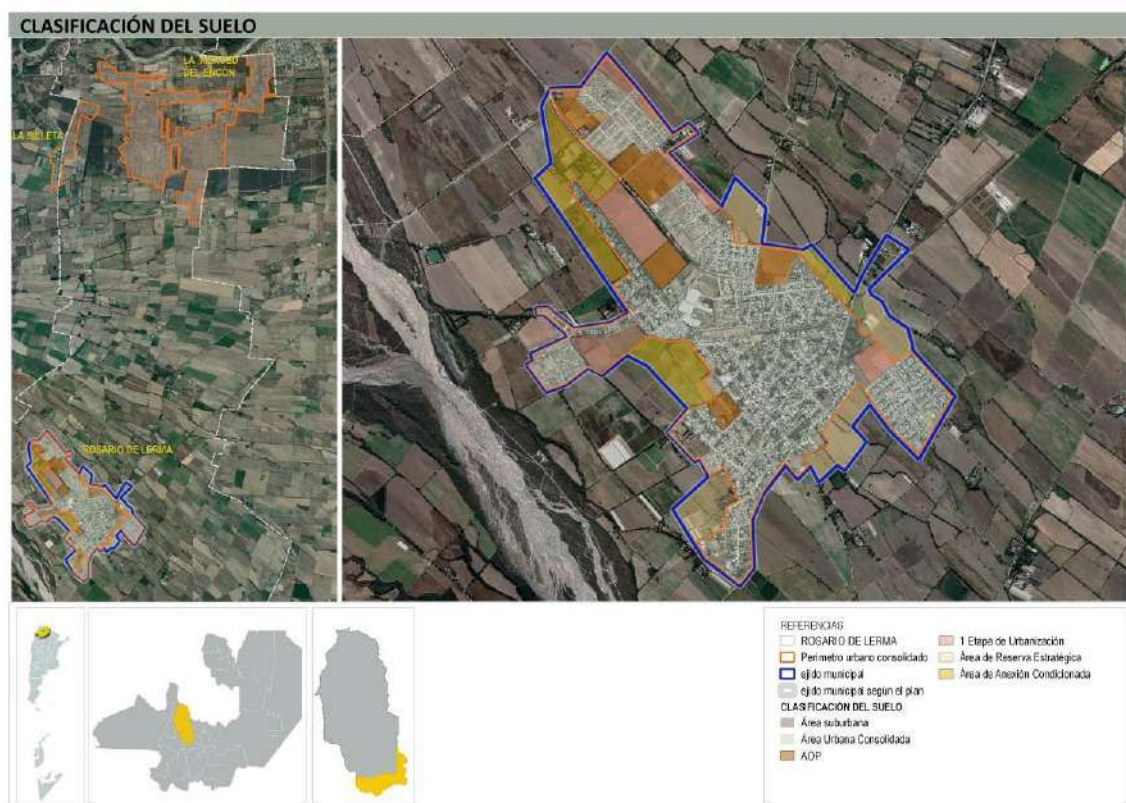 CLASIFICACIÓN DEL SUELO
LA MERCED
DEL ENCÓN
LA SILLETA
ROSARIO DE LERMA
REFERENCIAS
ROSARIO DE LERMA
Perímetro urbano consolidado
ejido municipal
ejido municipal según el plan
CLASIFICACIÓN DEL SUELO
Área suburbana
Área Urbana Consolidada
AOP
1 Etapa de Urbanización
Área de Reserva Estratégica
Área de Anexión Condicionada